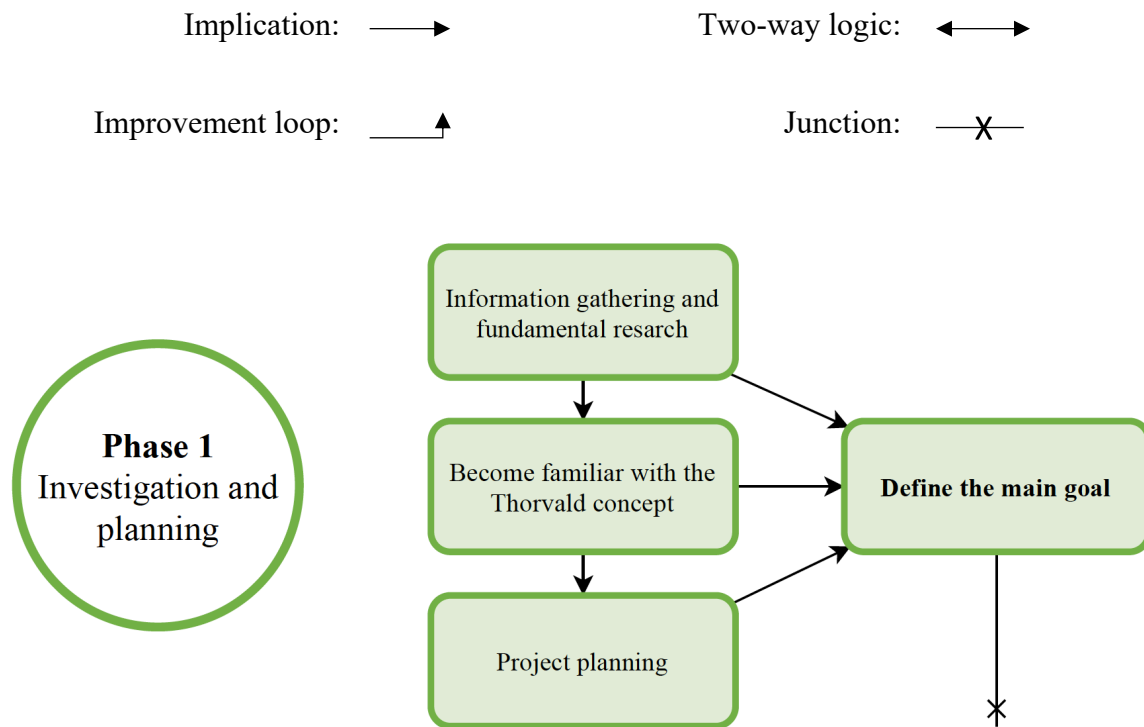 Implication:
Two-way logic:
Improvement loop:
Junction:
Information gathering and
fundamental resarch
Phase 1
Investigation and
planning
Become familiar with the
Thorvald concept
Define the main goal
Project planning